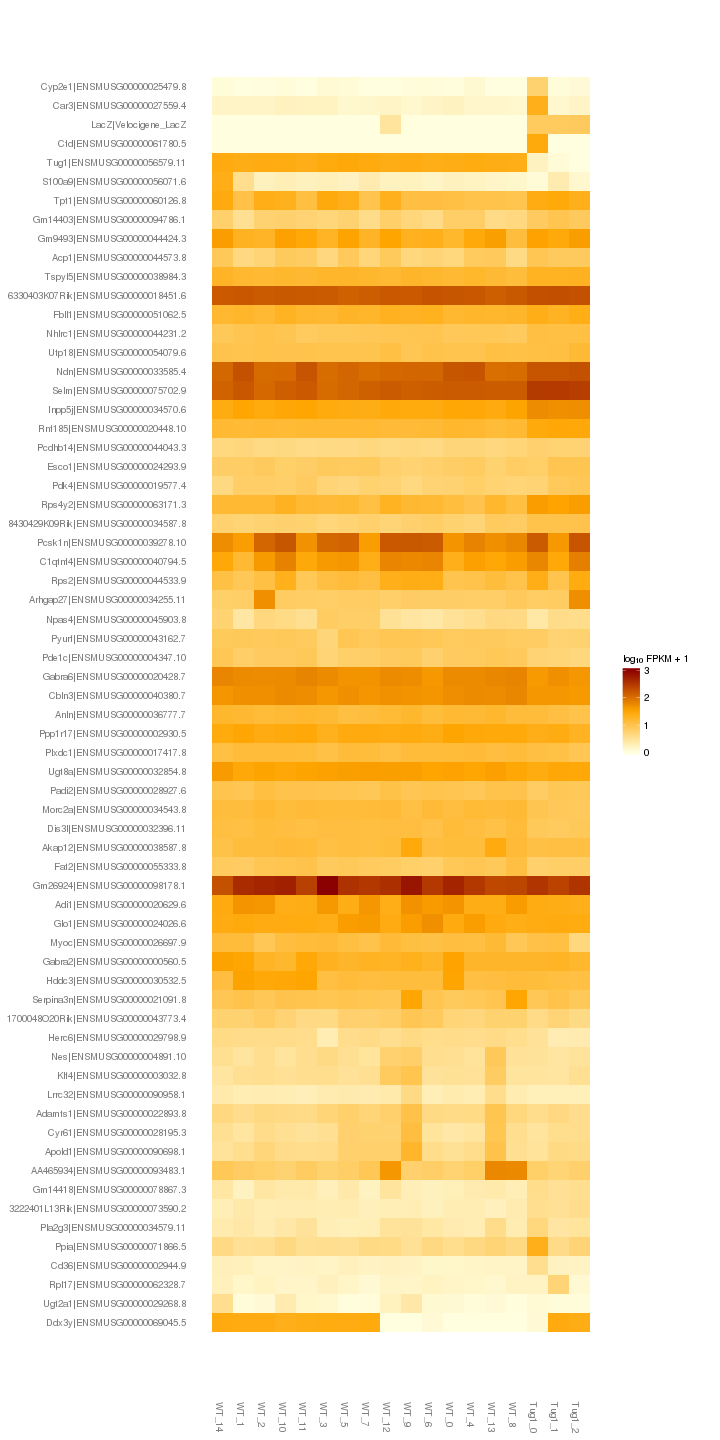 Cyp2e1|ENSMUSG00000025479.8
Car3|ENSMUSG00000027559.4
LacZ|Velocigene_LacZ
Cfd|ENSMUSG00000061780.5
Tug1|ENSMUSG00000056579.11
S100a9|ENSMUSG00000056071.6
Tpt1|ENSMUSG00000060126.8
Gm14403|ENSMUSG00000094786.1
Gm9493|ENSMUSG00000044424.3
Acp1|ENSMUSG00000044573.8
Tspyl5|ENSMUSG00000038984.3
6330403K07Rik|ENSMUSG00000018451.6
Fbll1|ENSMUSG00000051062.5
Nhlrc1|ENSMUSG00000044231.2
Utp18|ENSMUSG00000054079.6
Ndn|ENSMUSG00000033585.4
Selm|ENSMUSG00000075702.9
Inpp5j|ENSMUSG00000034570.6
Rnf185|ENSMUSG00000020448.10
Pcdhb14|ENSMUSG00000044043.3
Esco1|ENSMUSG00000024293.9
Pdk4|ENSMUSG00000019577.4
Rps4y2|ENSMUSG00000063171.3
8430429K09Rik|ENSMUSG00000034587.8
Pcsk1n|ENSMUSG00000039278.10
C1qtnf4|ENSMUSG00000040794.5
Rps2|ENSMUSG00000044533.9
Arhgap27|ENSMUSG00000034255.11
Npas4|ENSMUSG00000045903.8
Pyurf|ENSMUSG00000043162.7
Pde1c|ENSMUSG00000004347.10
Gabra6|ENSMUSG00000020428.7
Cbln3|ENSMUSG00000040380.7
Anln|ENSMUSG00000036777.7
Ppp1r17|ENSMUSG00000002930.5
Plxdc1|ENSMUSG00000017417.8
Ugt8a|ENSMUSG00000032854.8
Padi2|ENSMUSG00000028927.6
Morc2a|ENSMUSG00000034543.8
Dis3l|ENSMUSG00000032396.11
Akap12|ENSMUSG00000038587.8
Fat2|ENSMUSG00000055333.8
Gm26924|ENSMUSG00000098178.1
Adi1|ENSMUSG00000020629.6
Glo1|ENSMUSG00000024026.6
Myoc|ENSMUSG00000026697.9
Gabra2|ENSMUSG00000000560.5
Hddc3|ENSMUSG00000030532.5
Serpina3n|ENSMUSG00000021091.8
1700048O20Rik|ENSMUSG00000043773.4
Herc6|ENSMUSG00000029798.9
Nes|ENSMUSG00000004891.10
Klf4|ENSMUSG00000003032.8
Lrrc32|ENSMUSG00000090958.1
Adamts1|ENSMUSG00000022893.8
Cyr61|ENSMUSG00000028195.3
Apold1|ENSMUSG00000090698.1
AA465934|ENSMUSG00000093483.1
Gm14418|ENSMUSG00000078867.3
3222401L13Rik|ENSMUSG00000073590.2
Pla2g3|ENSMUSG00000034579.11
Ppia|ENSMUSG00000071866.5
Cd36|ENSMUSG00000002944.9
Rpl17|ENSMUSG00000062328.7
Ugt2a1|ENSMUSG00000029268.8
Ddx3y|ENSMUSG00000069045.5
log10 FPKM + 1
3
2
1
0
WT_14
WT_1
WT_2
WT_10
WT_11
WT_3
WT_5
WT_7
WT_12
WT_9
WT_6
WT_0
WT_4
WT_13
WT_8
Tug1_0
Tug1_1
Tug1_2